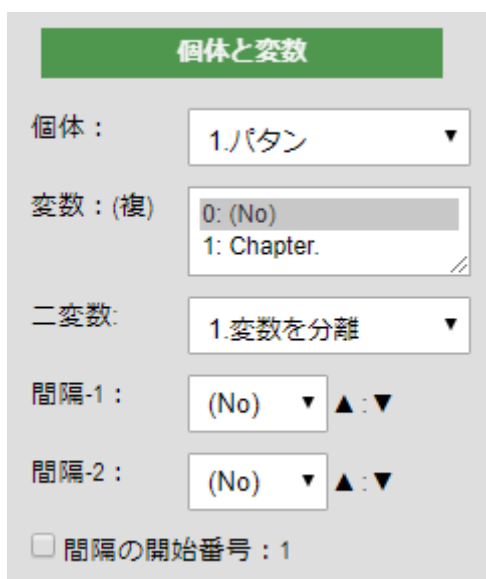 個体と変数
個体： 1.パタン ▼
変数：(複) 0: (No)
1: Chapter.
二変数: 1.変数を分離 ▼
間隔-1： (No) ▼ ▲:▼
間隔-2： (No) ▼ ▲:▼
間隔の開始番号：1